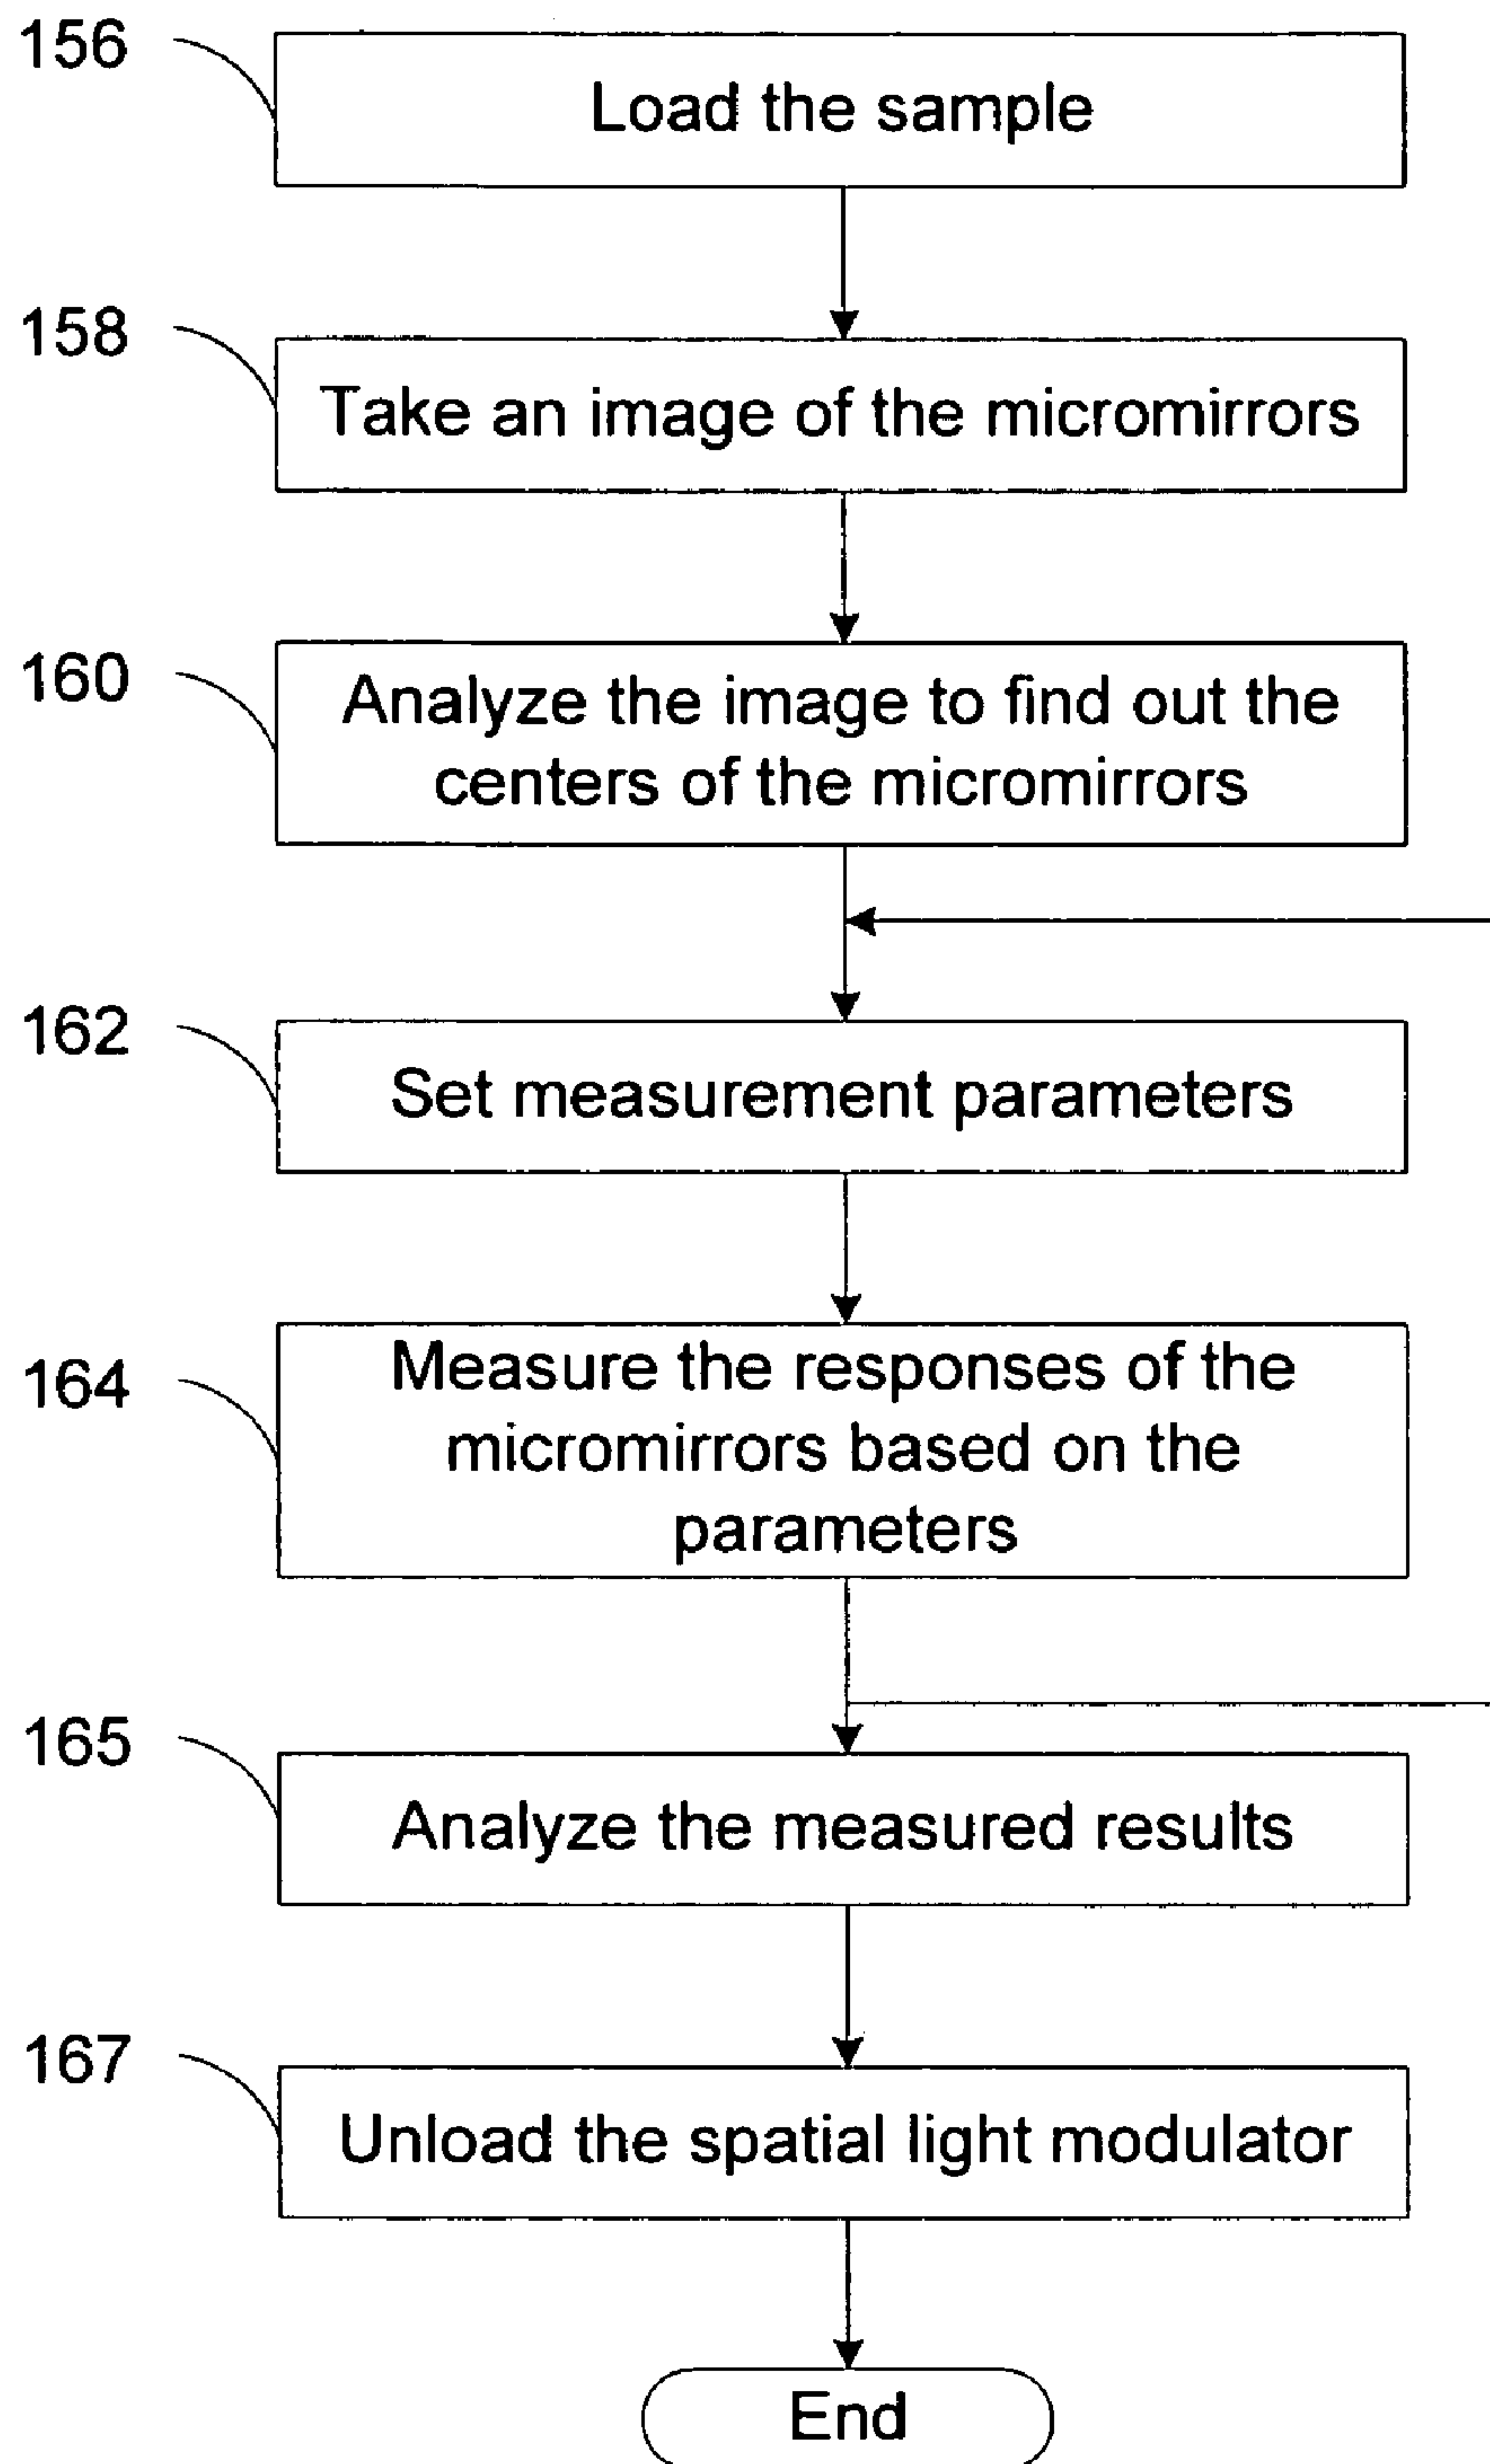 156
Load the sample
158
Take an image of the micromirrors
160
Analyze the image to find out the
centers of the micromirrors
162
Set measurement parameters
164
Measure the responses of the
micromirrors based on the
parameters
165
Analyze the measured results
167
Unload the spatial light modulator
End